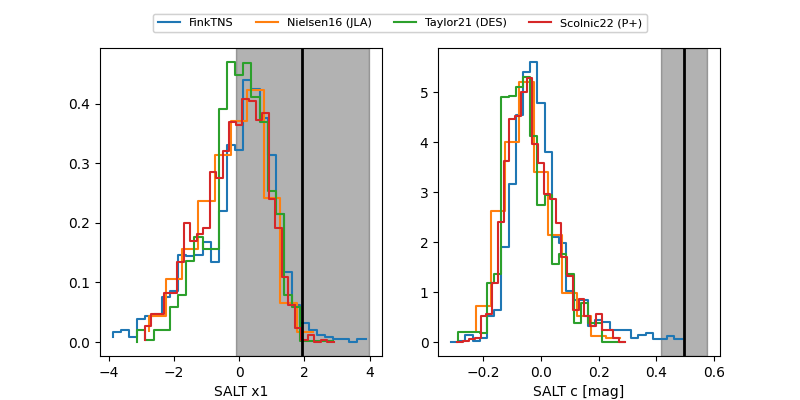 FinkTNS Nielsen16 (JLA) Taylor21 (DES) Scolnic22 (P+)
0.4
0.3
0.2
0.1
0.0
−4 −2 0 2 4
SALT x1
5
4
3
2
1
0
−0.2 0.0 0.2 0.4 0.6
SALT c [mag]